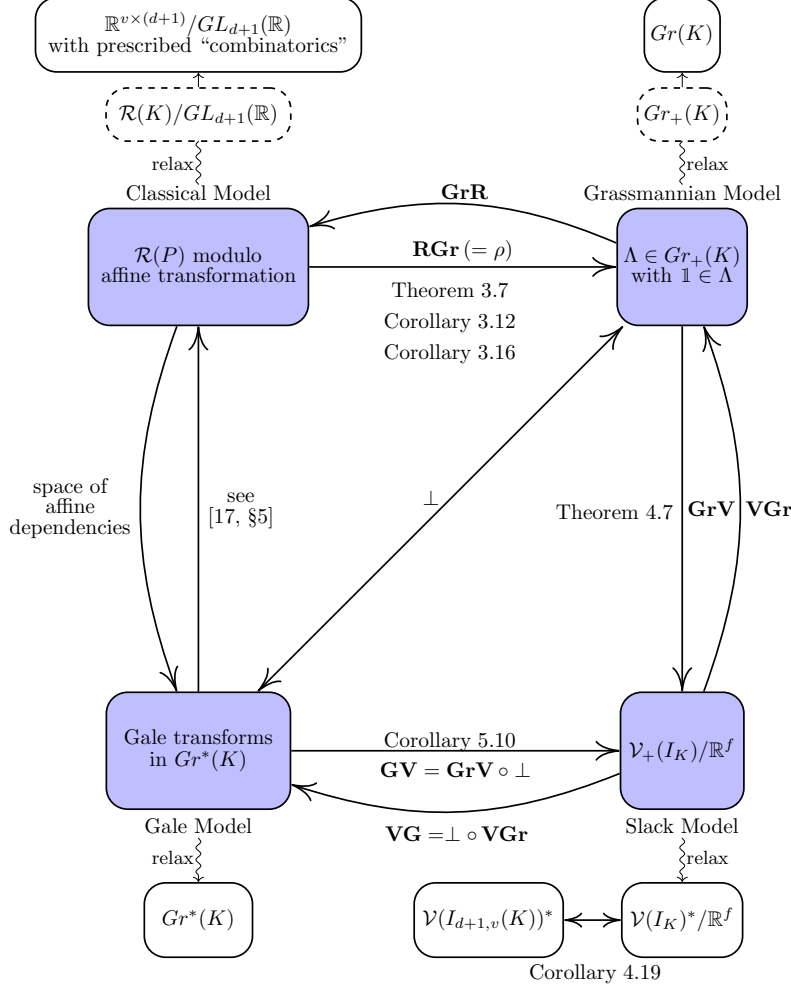 ℝ^{v×(d+1)}/GL_{d+1}(ℝ)
with prescribed “combinatorics”
Gr(K)
𝓡(K)/GL_{d+1}(ℝ)
Gr_+(K)
relax
relax
Classical Model
Grassmannian Model
GrR
𝓡(P) modulo
affine transformation
RGr (= ρ)
Λ ∈ Gr_+(K)
with 𝟙 ∈ Λ
Theorem 3.7
Corollary 3.12
Corollary 3.16
space of
affine
dependencies
see
[17, §5]
⊥
Theorem 4.7
GrV
VGr
Gale transforms
in Gr*(K)
Corollary 5.10
GV = GrV ∘ ⊥
𝓥_+(I_K)/ℝ^f
VG =⊥ ∘ VGr
Gale Model
Slack Model
relax
relax
Gr*(K)
𝓥(I_{d+1,v}(K))*
𝓥(I_K)*/ℝ^f
Corollary 4.19